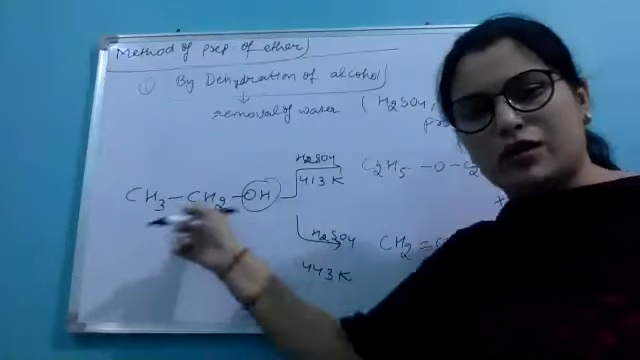 Method of prep of ether
① By Dehydration of alcohol
removal of water (H2SO4,
CH3-CH2-OH
H2SO4
413 K
C2H5-O-C2
H2SO4
443 K
CH2=